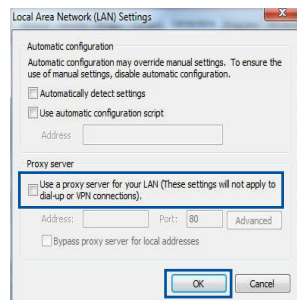 Local Area Network (LAN) Settings
Automatic configuration
Automatic configuration may override manual settings. To ensure the
use of manual settings, disable automatic configuration.
Automatically detect settings
Use automatic configuration script
Address
Proxy server
Use a proxy server for your LAN (These settings will not apply to
dial-up or VPN connections).
Address: Port: 80 Advanced
Bypass proxy server for local addresses
OK Cancel